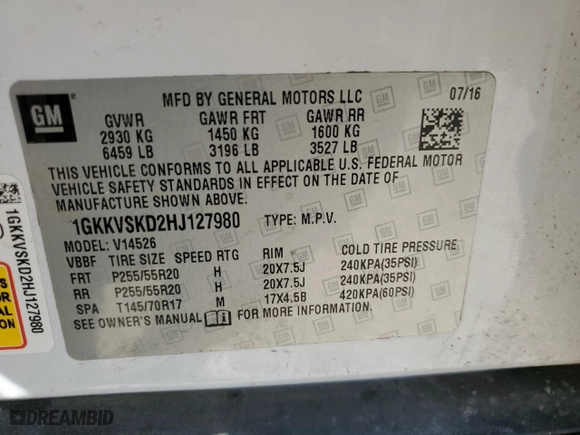 GM
MFD BY GENERAL MOTORS LLC 07/16
GVWR GAWR FRT GAWR RR
2930 KG 1450 KG 1600 KG
6459 LB 3196 LB 3527 LB
THIS VEHICLE CONFORMS TO ALL APPLICABLE U.S. FEDERAL MOTOR
VEHICLE SAFETY STANDARDS IN EFFECT ON THE DATE OF
MANUFACTURE SHOWN ABOVE.
1GKKVSKD2HJ127980 TYPE: M.P.V.
MODEL: V14526
VBBF TIRE SIZE SPEED RTG RIM COLD TIRE PRESSURE
FRT P255/55R20 H 20X7.5J 240KPA(35PSI)
RR P255/55R20 H 20X7.5J 240KPA(35PSI)
SPA T145/70R17 M 17X4.5B 420KPA(60PSI)
SEE OWNER'S MANUAL FOR MORE INFORMATION
1GKKVSKD2HJ127980
FOR
AL
ION
DREAMBID